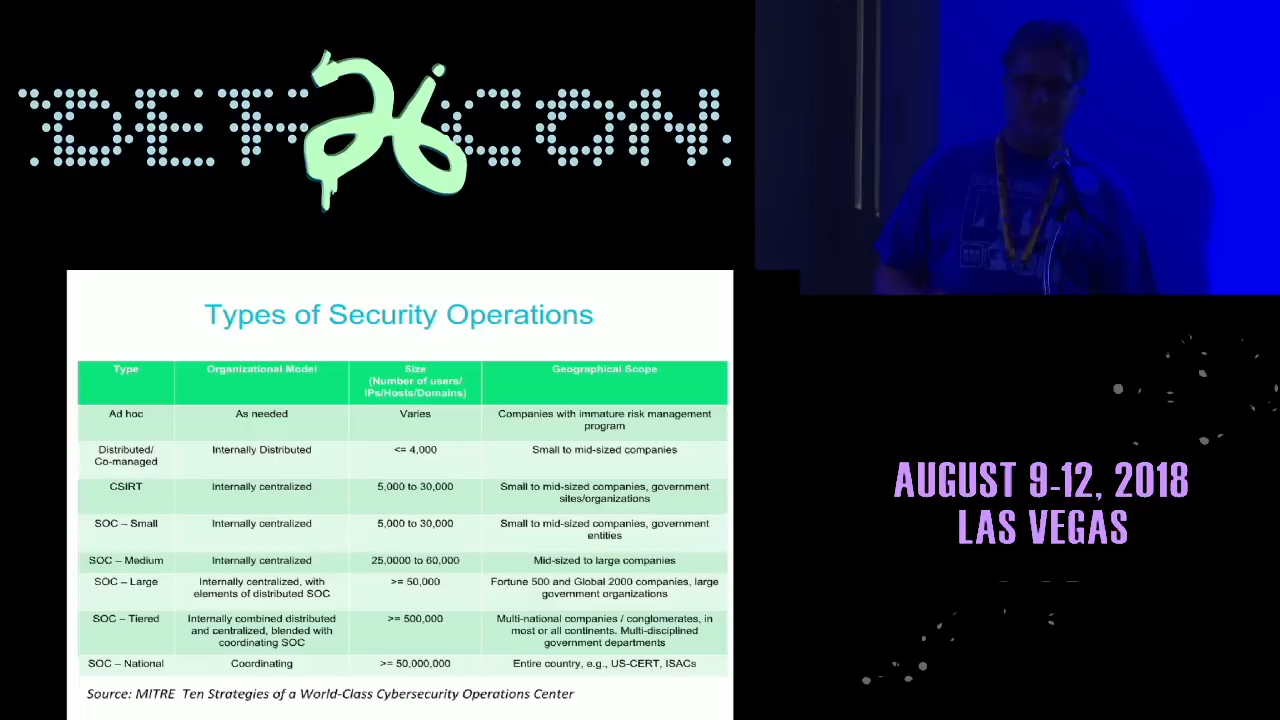 DEF 26 CON
Types of Security Operations
Type Organizational Model Size Geographical Scope
(Number of users/
IPs/Hosts/Domains)
Ad hoc As needed Varies Companies with immature risk management
program
Distributed/ Internally Distributed <= 4,000 Small to mid-sized companies
Co-managed
CSIRT Internally centralized 5,000 to 30,000 Small to mid-sized companies, government
sites/organizations
SOC – Small Internally centralized 5,000 to 30,000 Small to mid-sized companies, government
entities
SOC – Medium Internally centralized 25,0000 to 60,000 Mid-sized to large companies
SOC – Large Internally centralized, with >= 50,000 Fortune 500 and Global 2000 companies, large
elements of distributed SOC government organizations
SOC – Tiered Internally combined distributed >= 500,000 Multi-national companies / conglomerates, in
and centralized, blended with most or all continents. Multi-disciplined
coordinating SOC government departments
SOC – National Coordinating >= 50,000,000 Entire country, e.g., US-CERT, ISACs
Source: MITRE Ten Strategies of a World-Class Cybersecurity Operations Center
AUGUST 9-12, 2018
LAS VEGAS